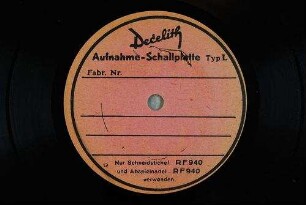 Decelith
Aufnahme-Schallplatte Typ L
Fabr. Nr.
Nur Schneidstichel RF 940
und Abspielnadel RF 940
verwenden.